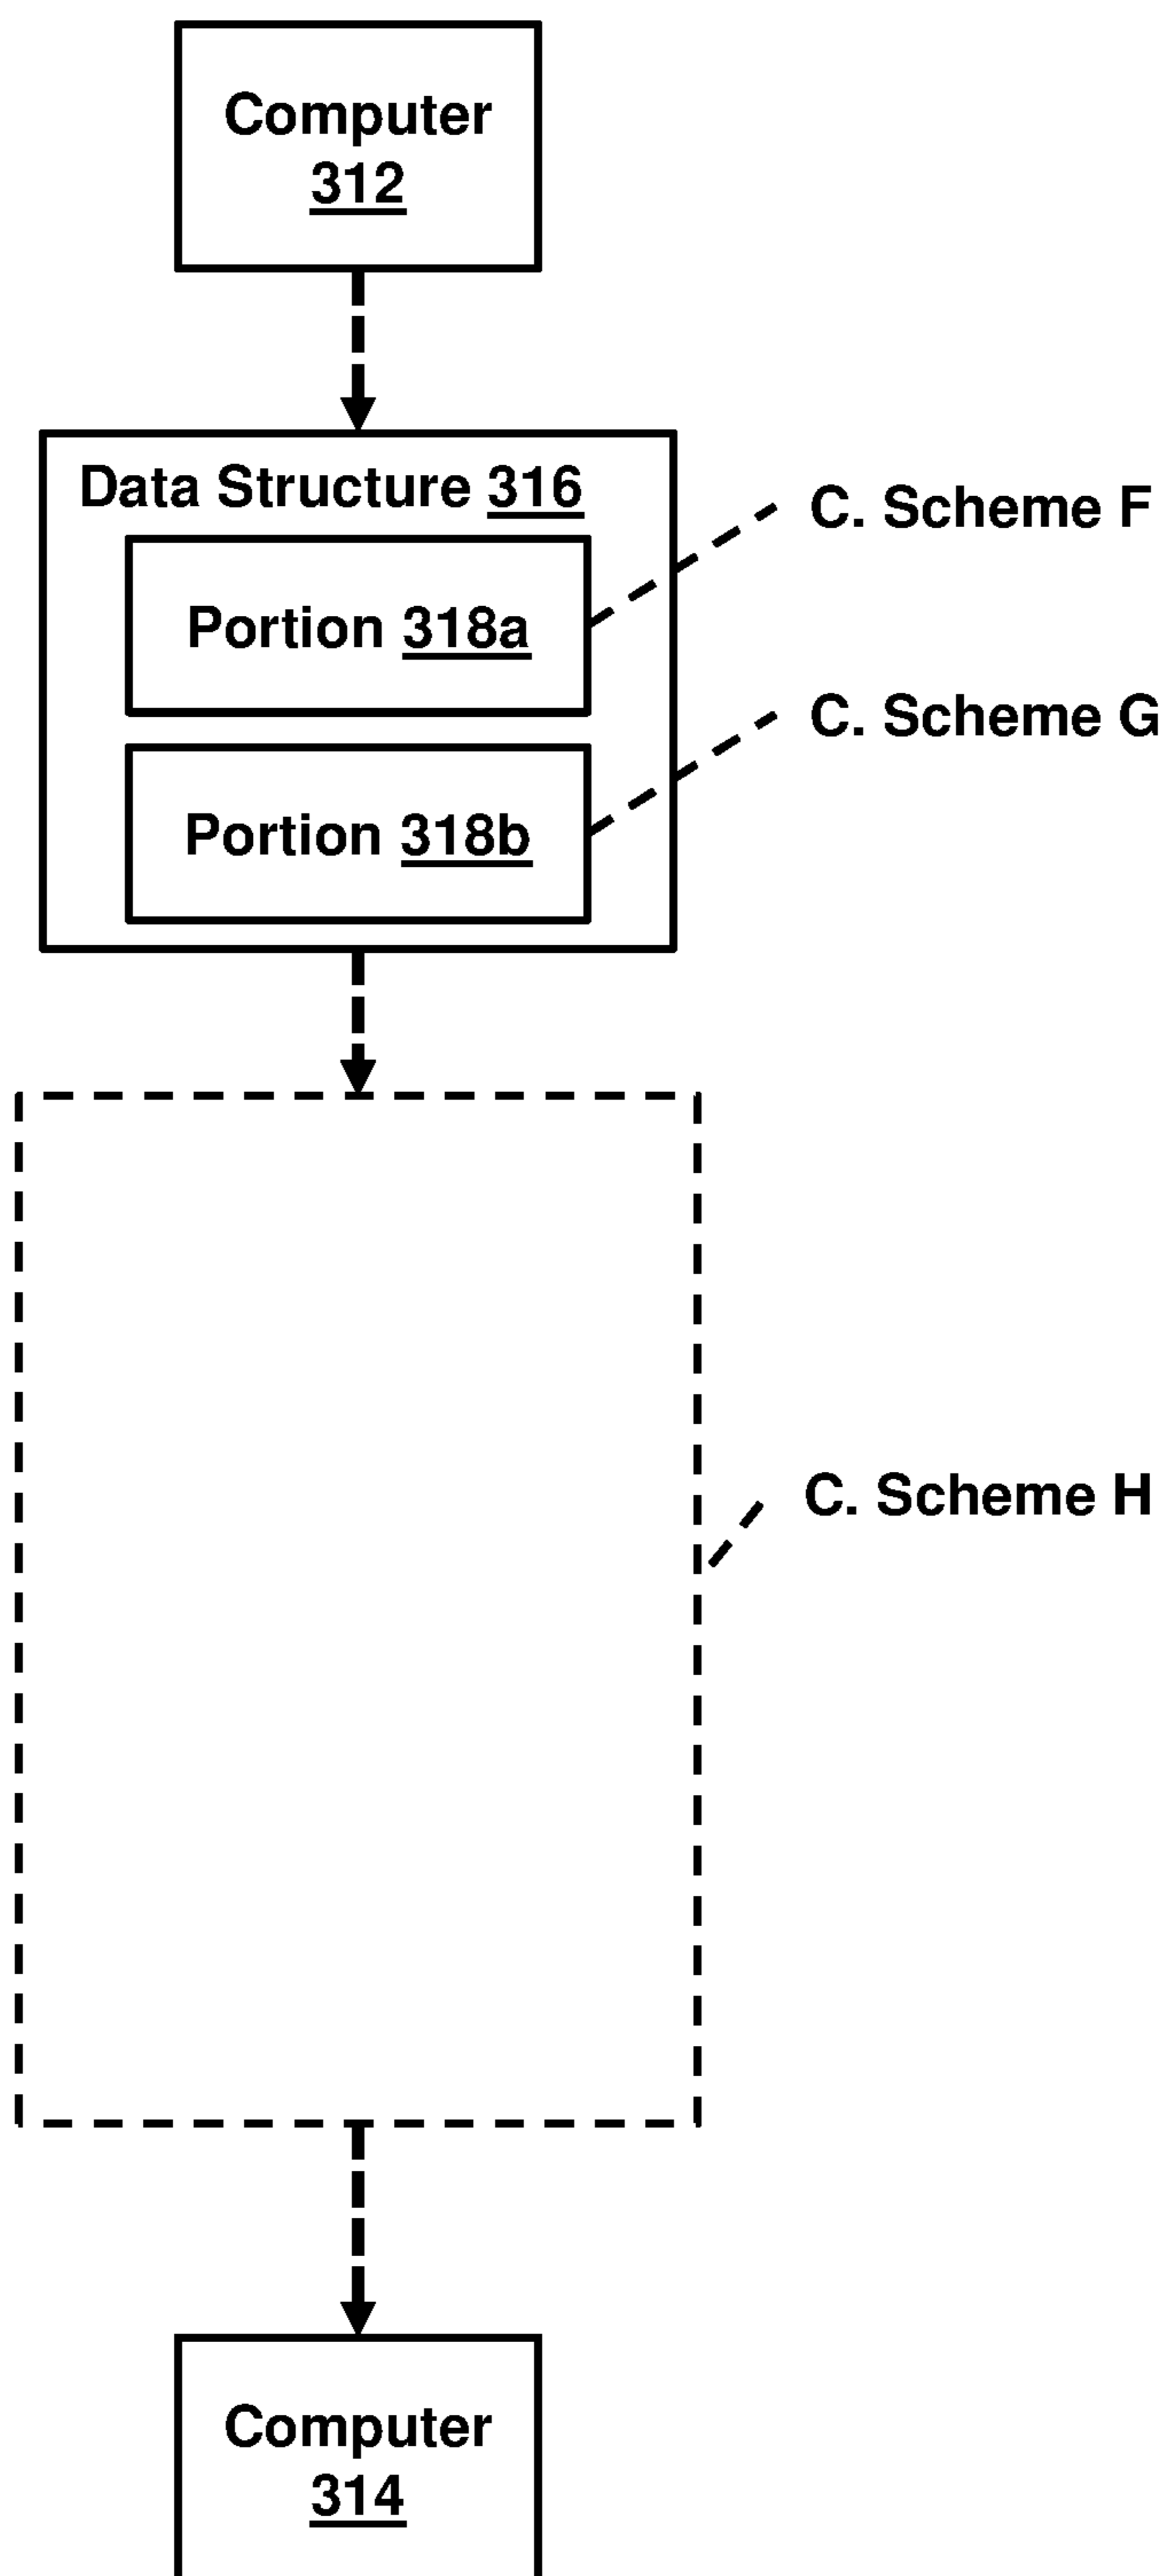 Computer
312
Data Structure 316
C. Scheme F
Portion 318a
C. Scheme G
Portion 318b
C. Scheme H
Computer
314